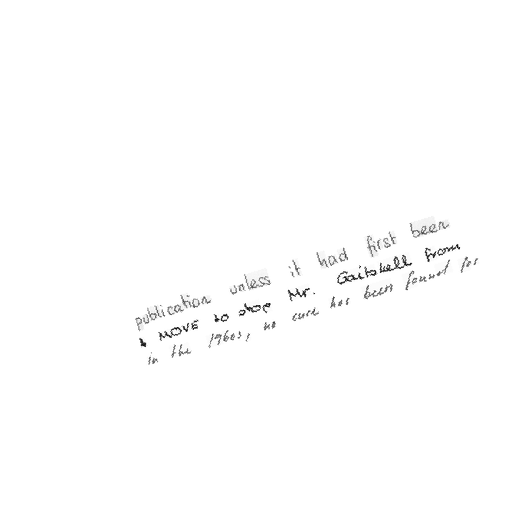 publication unless it had first been
A MOVE to stop Mr. Gaitskell from
in the 1960s, no cure has been found for